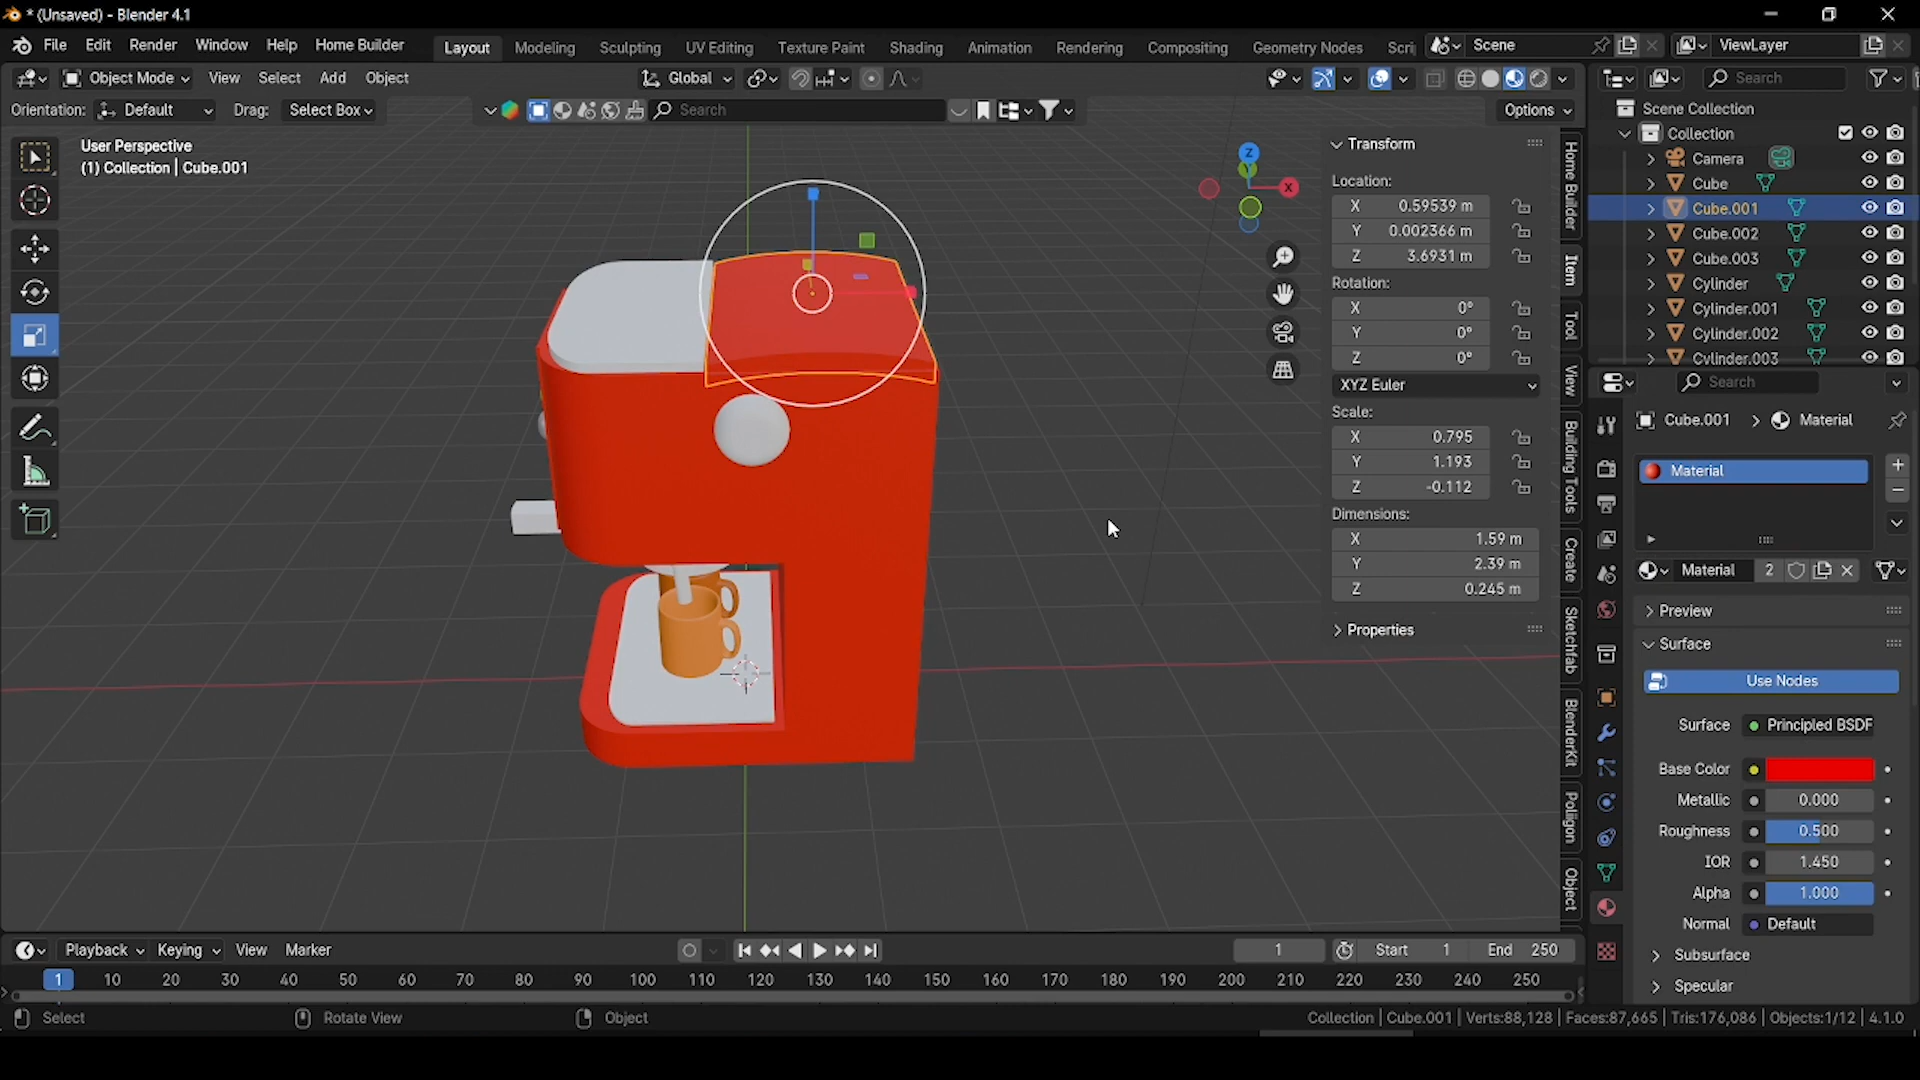 * (Unsaved) - Blender 4.1
File Edit Render Window Help Home Builder Layout Modeling Sculpting UV Editing Texture Paint Shading Animation Rendering Compositing Geometry Nodes Scri Scene ViewLayer
Object Mode View Select Add Object Global Search
Orientation: Default Drag: Select Box Search Options
User Perspective
(1) Collection | Cube.001
Z
X
Transform
Location:
X 0.59539 m
Y 0.002366 m
Z 3.6931 m
Rotation:
X 0°
Y 0°
Z 0°
XYZ Euler
Scale:
X 0.795
Y 1.193
Z -0.112
Dimensions:
X 1.59 m
Y 2.39 m
Z 0.245 m
Properties
Home Builder
Item
Tool
View
Building Tools
Create
Sketchfab
BlenderKit
Poliigon
Object
Scene Collection
Collection
Camera
Cube
Cube.001
Cube.002
Cube.003
Cylinder
Cylinder.001
Cylinder.002
Cylinder.003
Search
Cube.001 > Material
Material
Material 2
Preview
Surface
Use Nodes
Surface Principled BSDF
Base Color
Metallic 0.000
Roughness 0.500
IOR 1.450
Alpha 1.000
Normal Default
Subsurface
Specular
Playback Keying View Marker 1 Start 1 End 250
1 10 20 30 40 50 60 70 80 90 100 110 120 130 140 150 160 170 180 190 200 210 220 230 240 250
Select Rotate View Object Collection | Cube.001 | Verts:88,128 | Faces:87,665 | Tris:176,086 | Objects:1/12 | 4.1.0